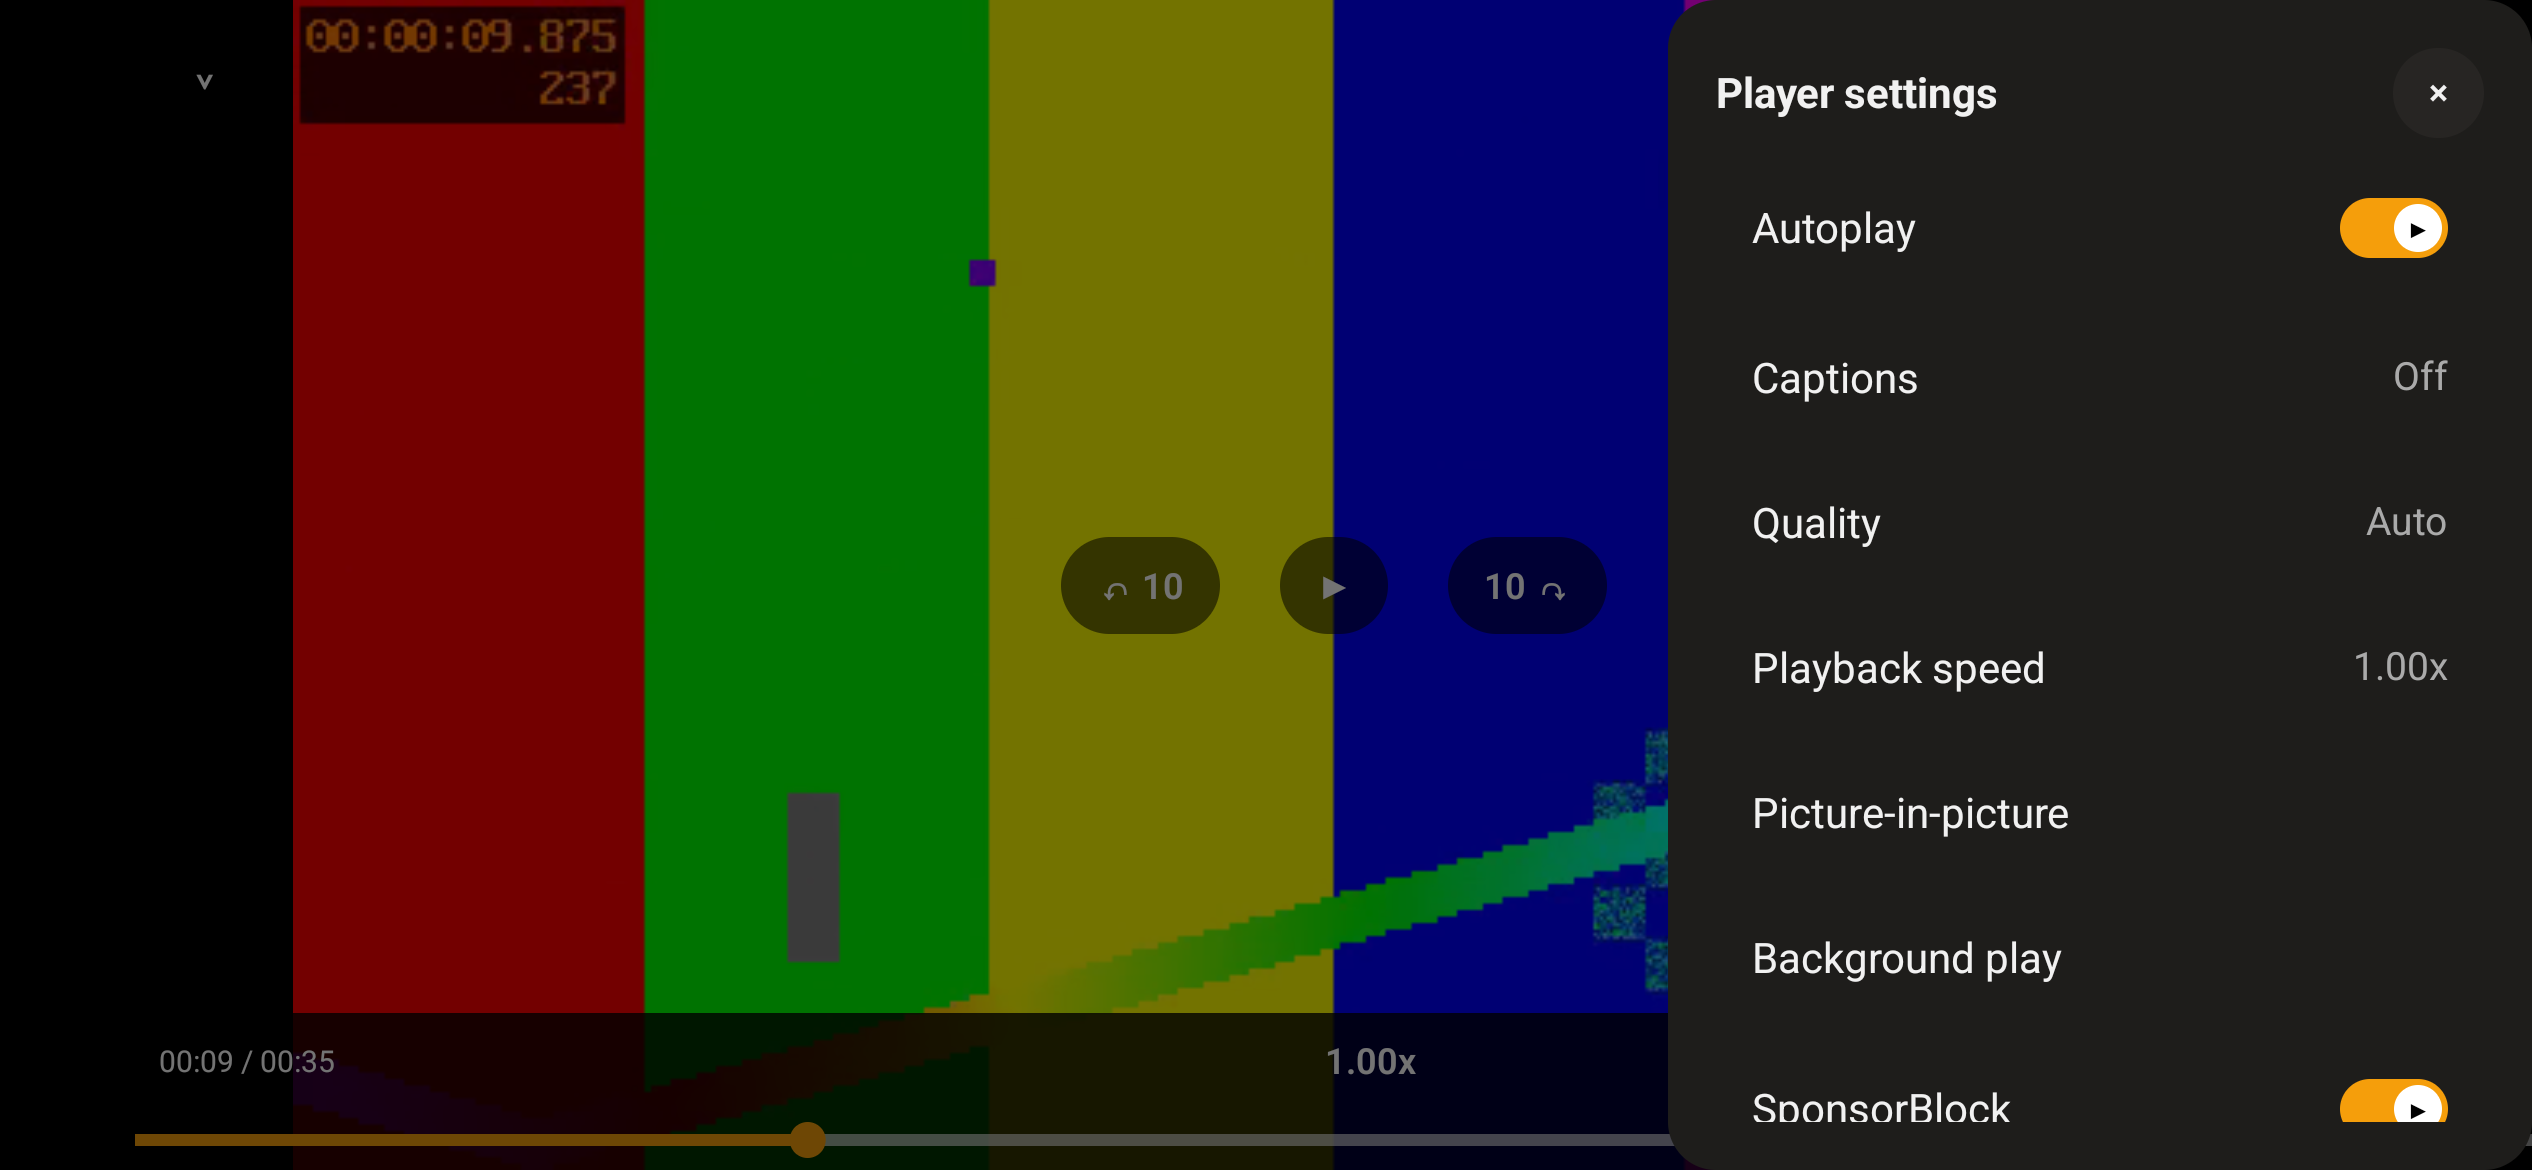 00:00:09.875
237
v
Player settings
×
Autoplay
Captions Off
Quality Auto
10
10
Playback speed 1.00x
Picture-in-picture
Background play
00:09 / 00:35 1.00x
SponsorBlock